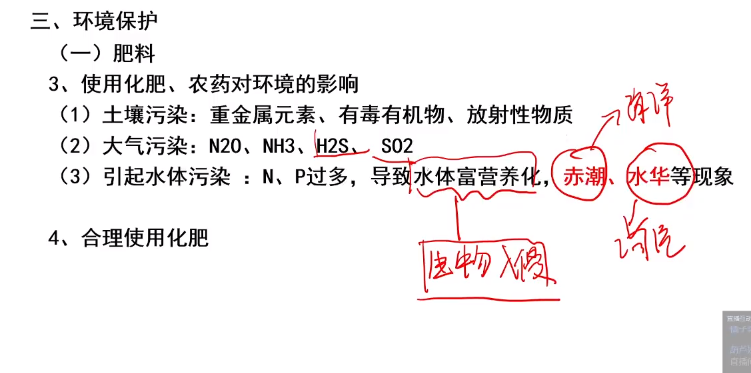 三、环境保护
（一）肥料
3、使用化肥、农药对环境的影响
（1）土壤污染：重金属元素、有毒有机物、放射性物质
海洋
（2）大气污染：N2O、NH3、H2S、 SO2
（3）引起水体污染 ：N、P过多，导致水体富营养化，赤潮、水华等现象
4、合理使用化肥
生物入侵